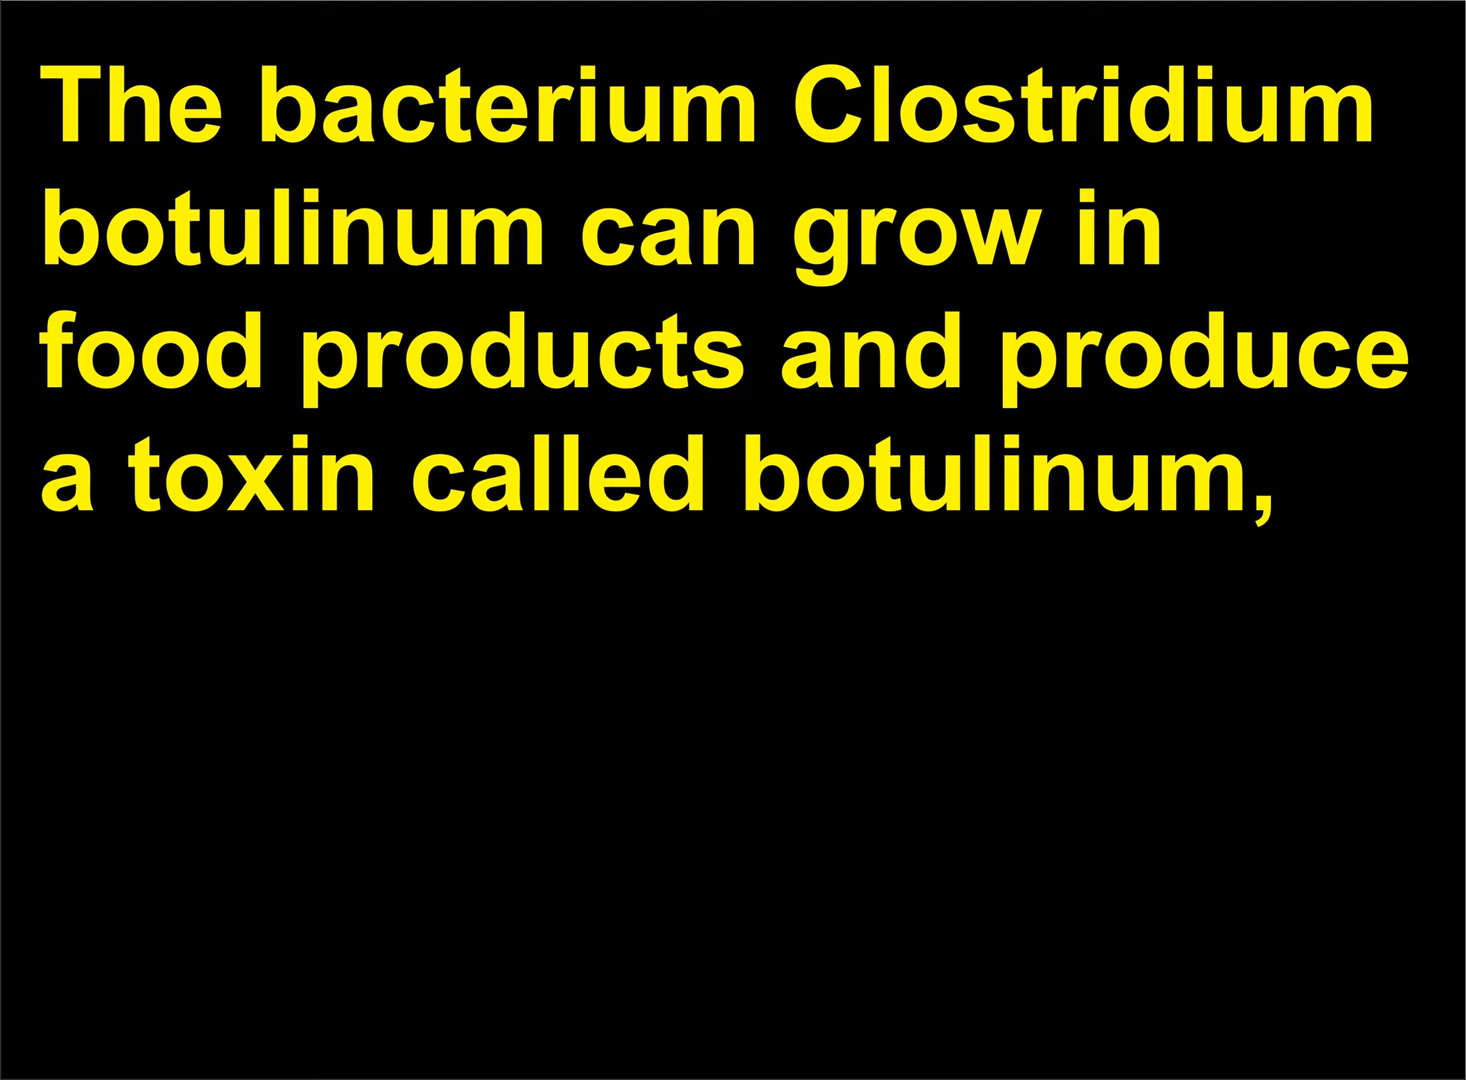 The bacterium Clostridium
botulinum can grow in
food products and produce
a toxin called botulinum,